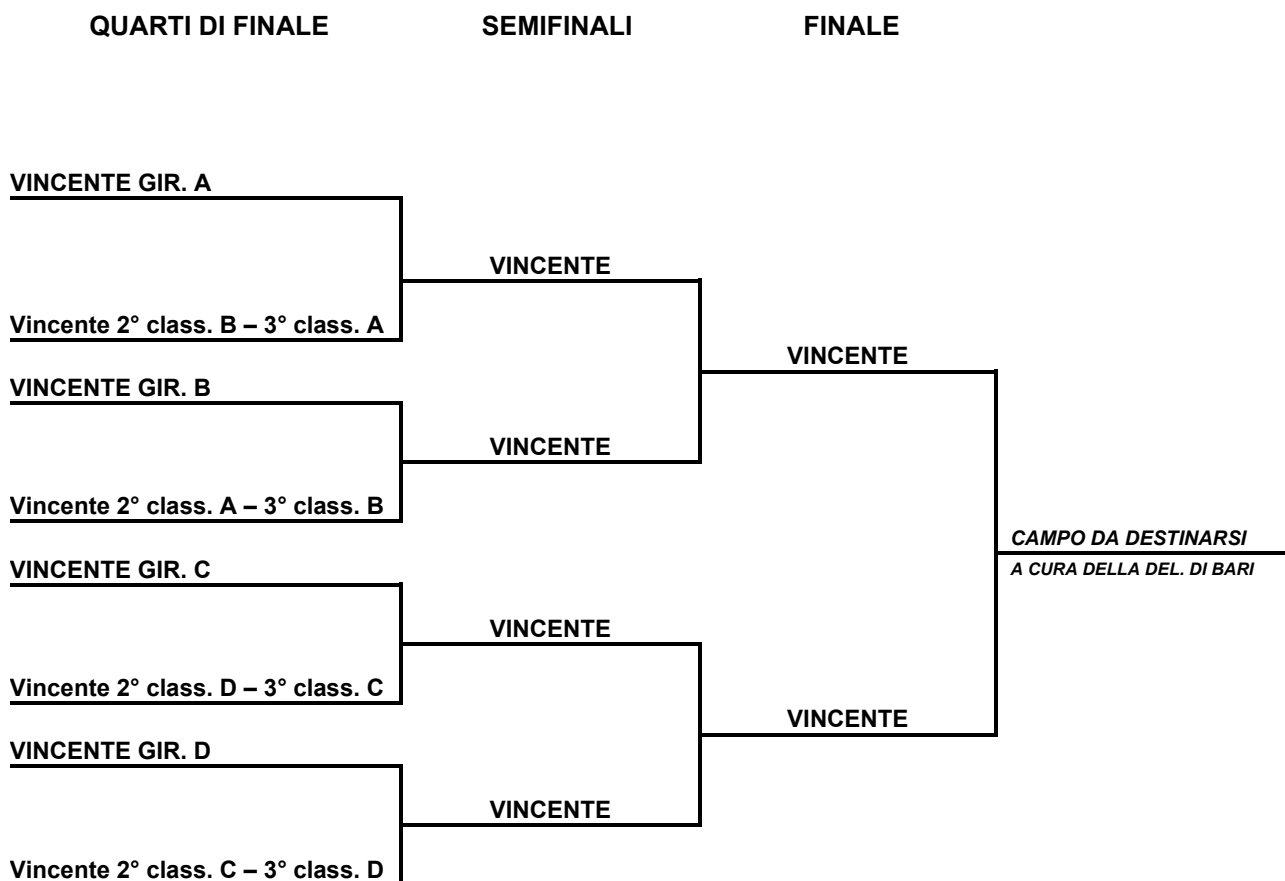 QUARTI DI FINALE SEMIFINALI FINALE
VINCENTE GIR. A
VINCENTE
Vincente 2° class. B – 3° class. A
VINCENTE
VINCENTE GIR. B
VINCENTE
Vincente 2° class. A – 3° class. B
CAMPO DA DESTINARSI
A CURA DELLA DEL. DI BARI
VINCENTE GIR. C
VINCENTE
Vincente 2° class. D – 3° class. C
VINCENTE
VINCENTE GIR. D
VINCENTE
Vincente 2° class. C – 3° class. D